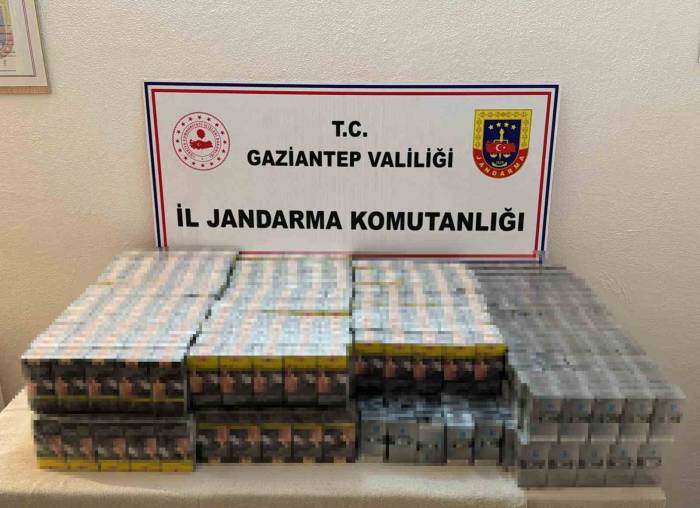 T.C.
GAZİANTEP VALİLİĞİ
JANDARMA
İL JANDARMA KOMUTANLIĞI